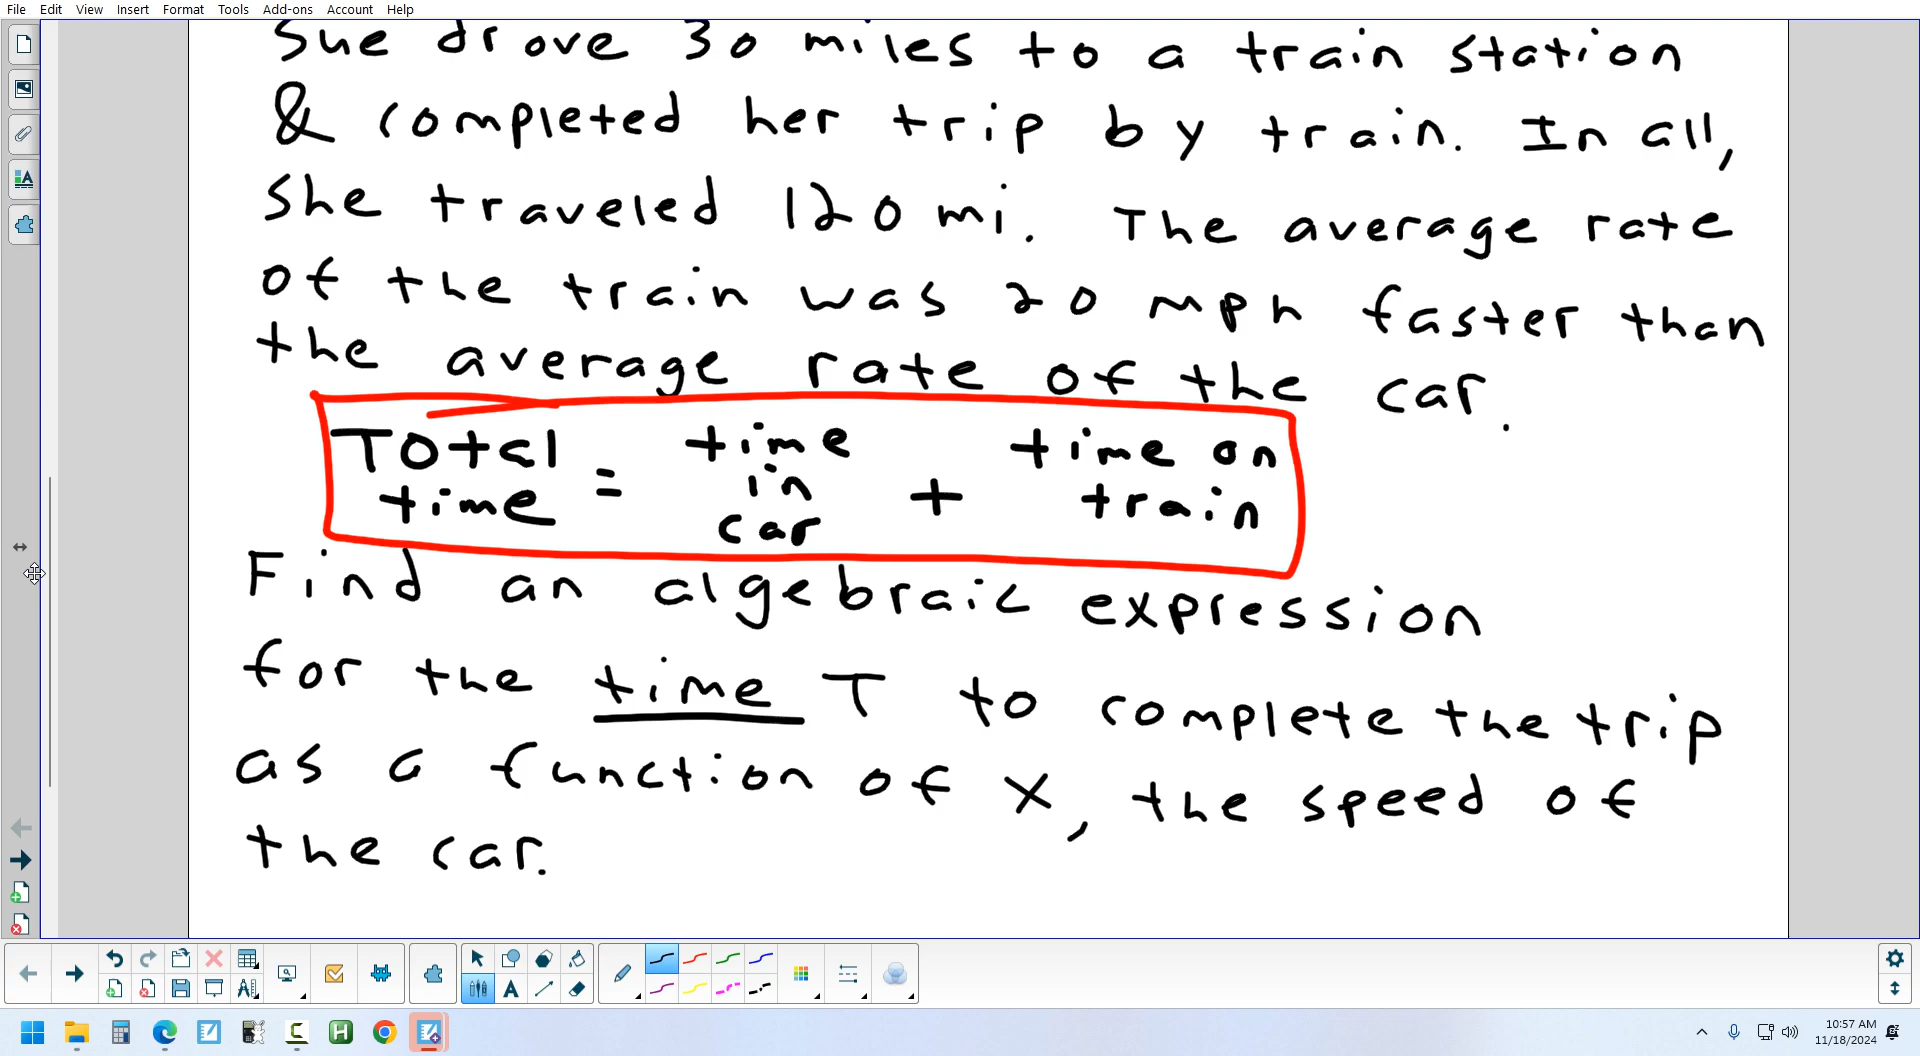 File Edit View Insert Format Tools Add-ons Account Help
She drove 30 miles to a train station
& completed her trip by train. In all,
she traveled 120 mi. The average rate
of the train was 20 mph faster than
the average rate of the car.
Total time = time in car + time on train
Find an algebraic expression
for the time T to complete the trip
as a function of x, the speed of
the car.
10:57 AM
11/18/2024